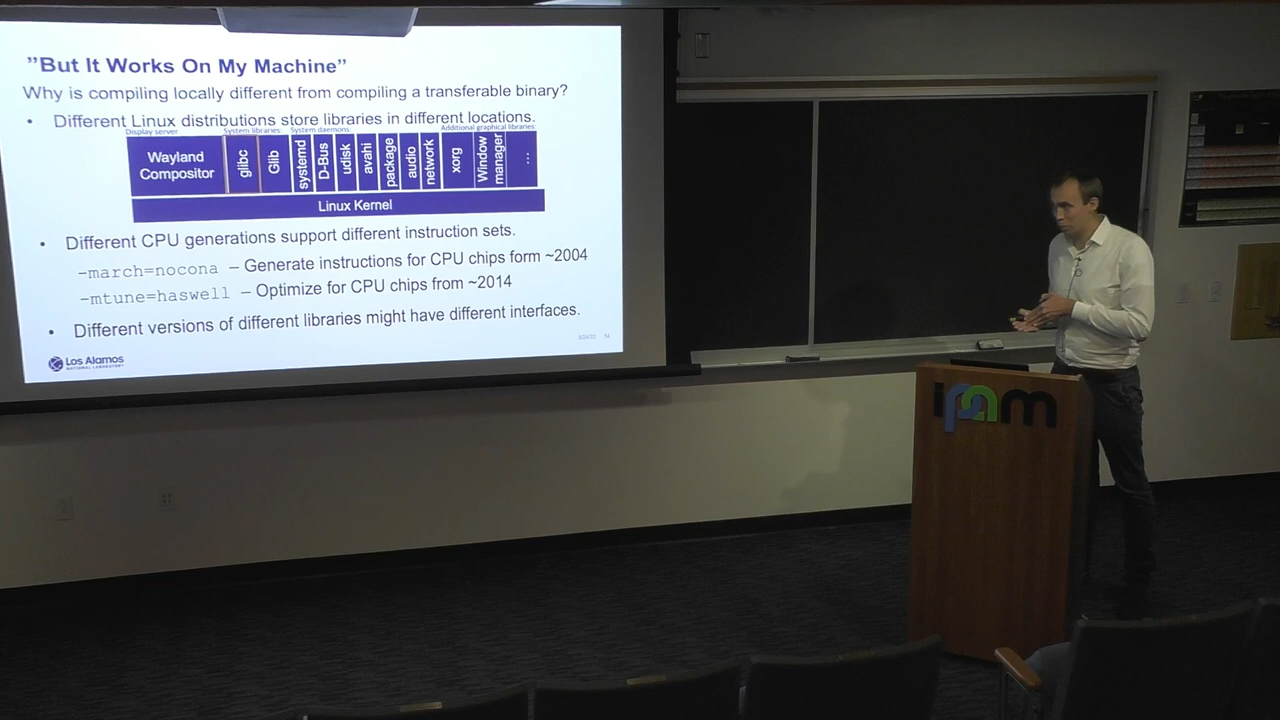 ”But It Works On My Machine”
Why is compiling locally different from compiling a transferable binary?
• Different Linux distributions store libraries in different locations.
Display server System libraries: System daemons: Additional graphical libraries:
Wayland Compositor glibc Glib systemd D-Bus udisk avahi package audio network xorg Window manager ...
Linux Kernel
• Different CPU generations support different instruction sets.
-march=nocona – Generate instructions for CPU chips form ~2004
-mtune=haswell – Optimize for CPU chips from ~2014
• Different versions of different libraries might have different interfaces.
Los Alamos
NATIONAL LABORATORY
ipam